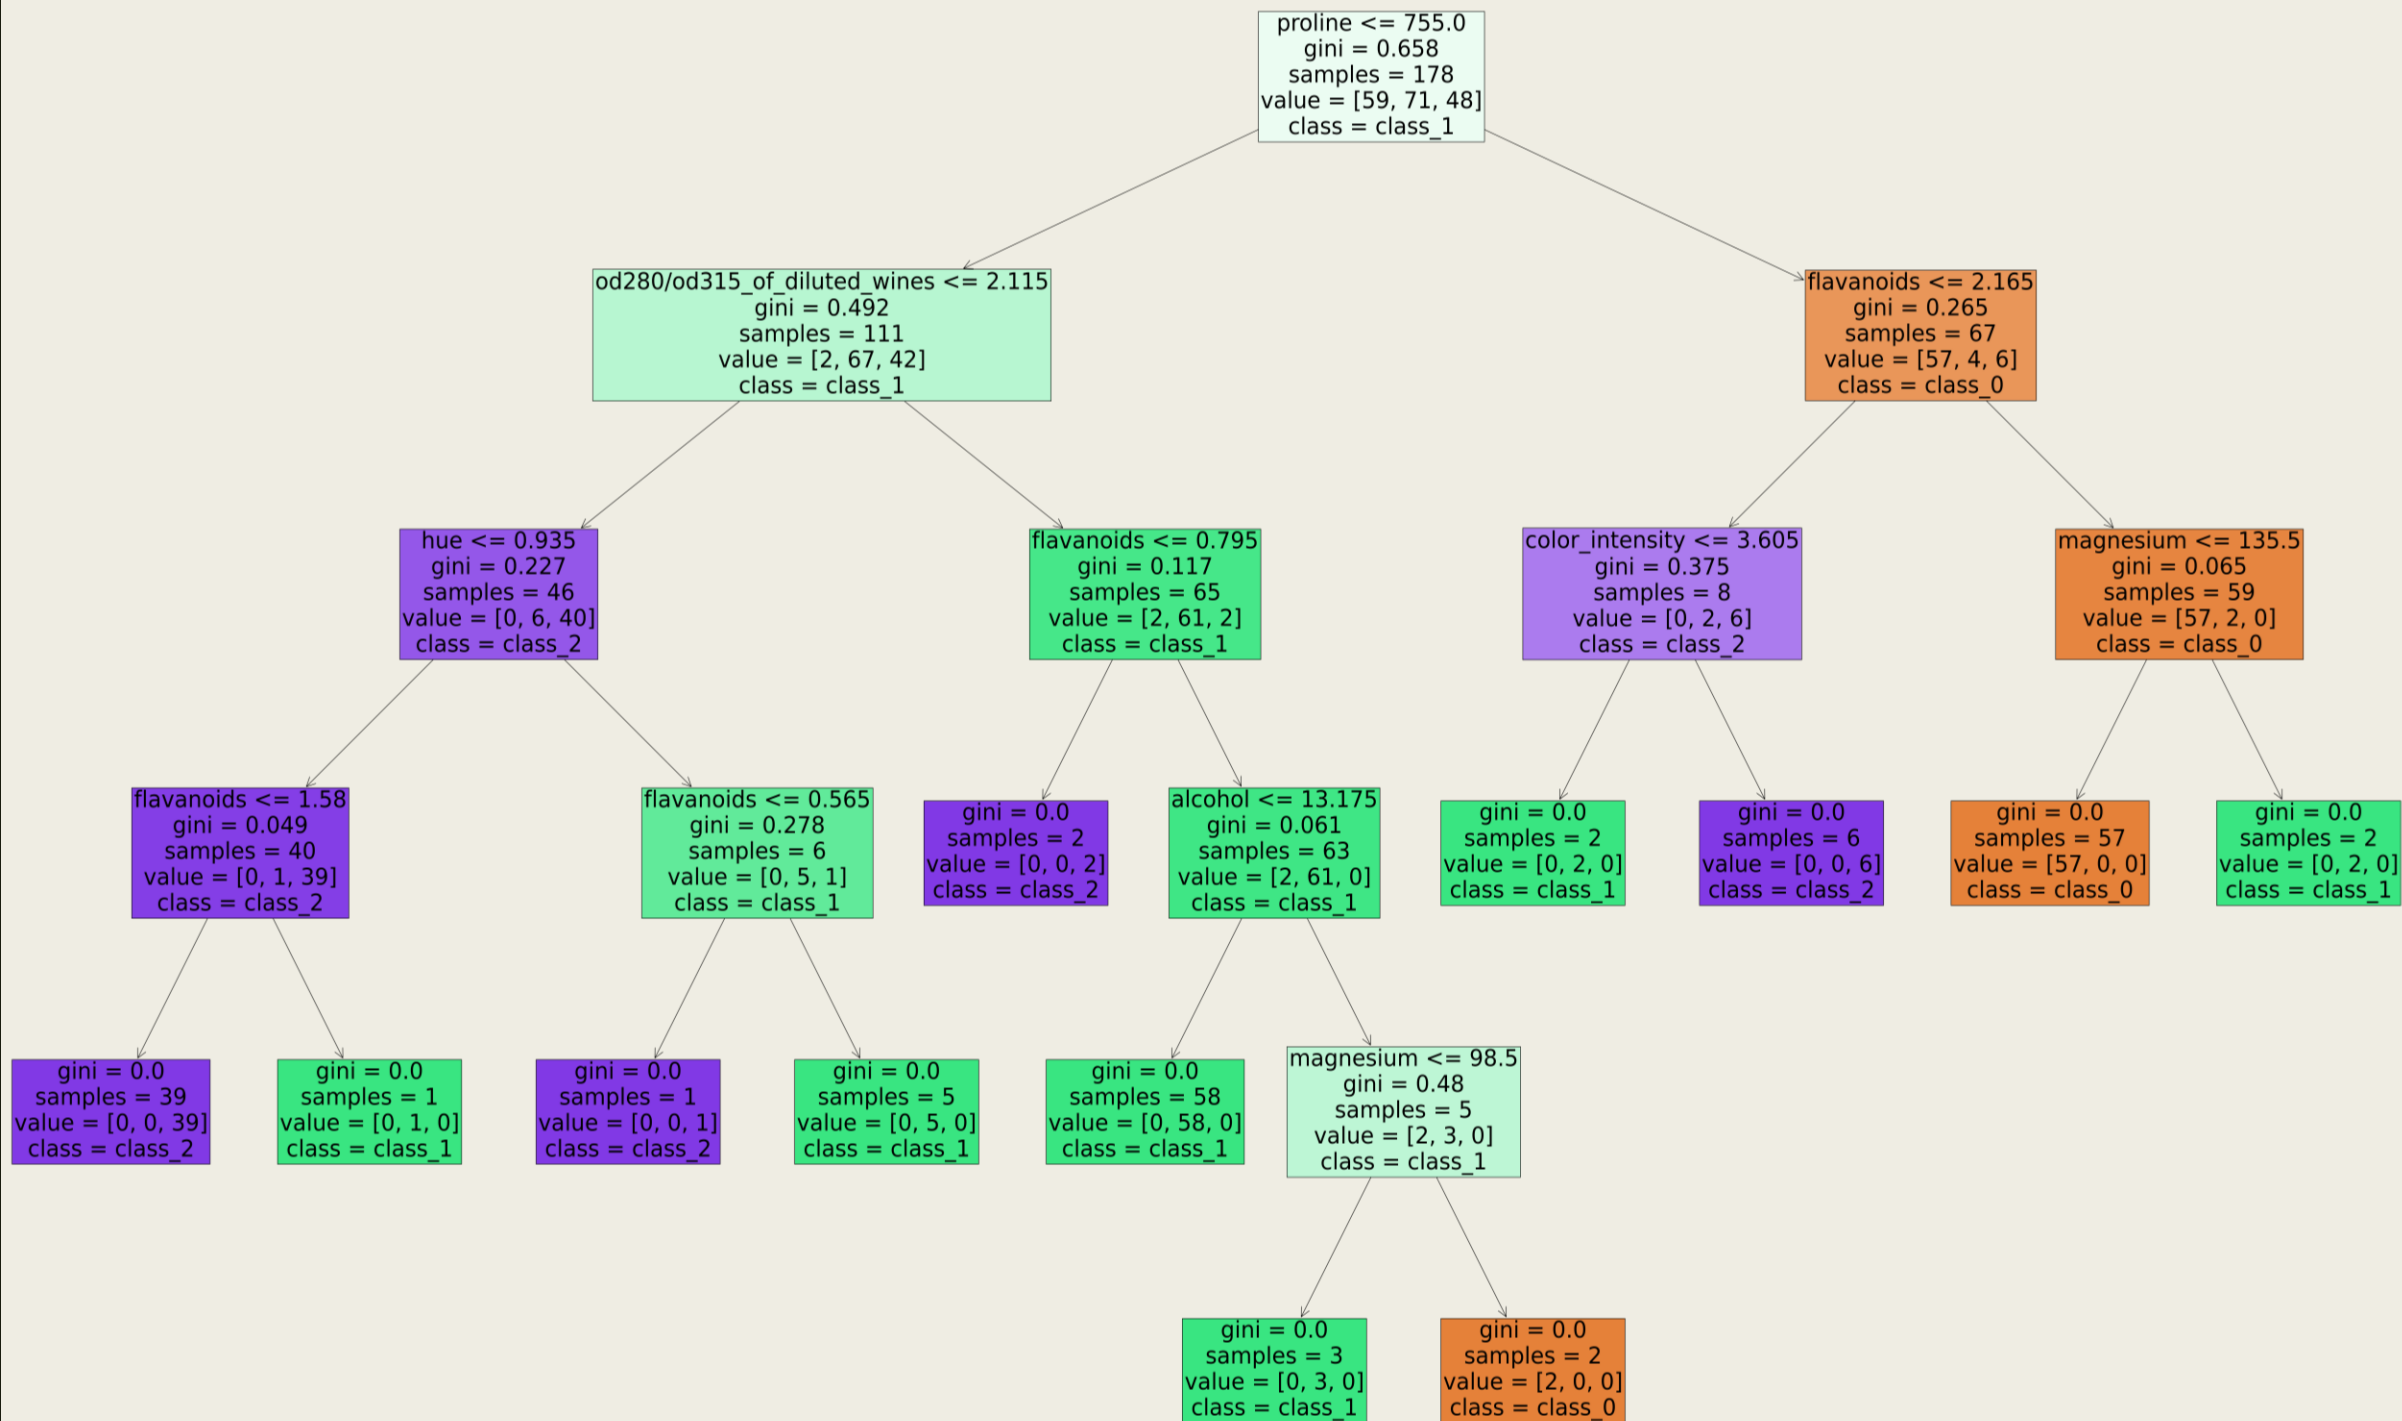 proline <= 755.0
gini = 0.658
samples = 178
value = [59, 71, 48]
class = class_1
od280/od315_of_diluted_wines <= 2.115
gini = 0.492
samples = 111
value = [2, 67, 42]
class = class_1
flavanoids <= 2.165
gini = 0.265
samples = 67
value = [57, 4, 6]
class = class_0
hue <= 0.935
gini = 0.227
samples = 46
value = [0, 6, 40]
class = class_2
flavanoids <= 0.795
gini = 0.117
samples = 65
value = [2, 61, 2]
class = class_1
color_intensity <= 3.605
gini = 0.375
samples = 8
value = [0, 2, 6]
class = class_2
magnesium <= 135.5
gini = 0.065
samples = 59
value = [57, 2, 0]
class = class_0
flavanoids <= 1.58
gini = 0.049
samples = 40
value = [0, 1, 39]
class = class_2
flavanoids <= 0.565
gini = 0.278
samples = 6
value = [0, 5, 1]
class = class_1
gini = 0.0
samples = 2
value = [0, 0, 2]
class = class_2
alcohol <= 13.175
gini = 0.061
samples = 63
value = [2, 61, 0]
class = class_1
gini = 0.0
samples = 2
value = [0, 2, 0]
class = class_1
gini = 0.0
samples = 6
value = [0, 0, 6]
class = class_2
gini = 0.0
samples = 57
value = [57, 0, 0]
class = class_0
gini = 0.0
samples = 2
value = [0, 2, 0]
class = class_1
gini = 0.0
samples = 39
value = [0, 0, 39]
class = class_2
gini = 0.0
samples = 1
value = [0, 1, 0]
class = class_1
gini = 0.0
samples = 1
value = [0, 0, 1]
class = class_2
gini = 0.0
samples = 5
value = [0, 5, 0]
class = class_1
gini = 0.0
samples = 58
value = [0, 58, 0]
class = class_1
magnesium <= 98.5
gini = 0.48
samples = 5
value = [2, 3, 0]
class = class_1
gini = 0.0
samples = 3
value = [0, 3, 0]
class = class_1
gini = 0.0
samples = 2
value = [2, 0, 0]
class = class_0